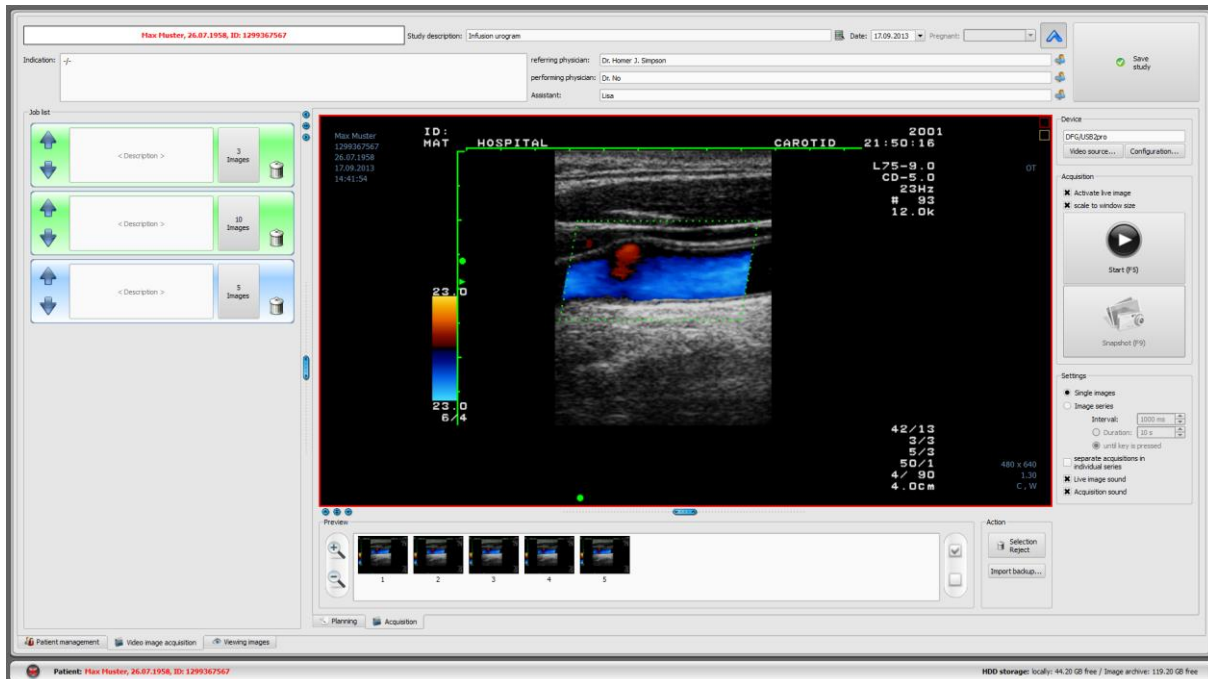 Max Muster, 26.07.1958, ID: 1299367567
Study description: Infusion urogram
Date: 17.09.2013
Pregnant:
Save study
Indication: -/-
referring physician: Dr. Homer J. Simpson
performing physician: Dr. No
Assistant: Lisa
Job list
< Description >
3
Images
< Description >
10
Images
< Description >
5
Images
Max Muster
1299367567
26.07.1958
17.09.2013
14:41:54
ID:
MAT HOSPITAL
CAROTID
2001
21:50:16
L75-9.0
CD-5.0
23Hz
# 93
12.0k
OT
23.0
23.0
6/4
42/13
3/3
5/3
50/1
4/ 90
4.0cm
480 x 640
1.30
C , W
Device
DFG/USB2pro
Video source... Configuration...
Acquisition
Activate live image
scale to window size
Start (F5)
Snapshot (F9)
Settings
Single images
Image series
Interval: 1000 ms
Duration: 10 s
until key is pressed
separate acquisitions in
individual series
Live image sound
Acquisition sound
Preview
1 2 3 4 5
Action
Selection
Reject
Import backup...
Planning Acquisition
Patient management Video image acquisition Viewing images
Patient: Max Muster, 26.07.1958, ID: 1299367567
HDD storage: locally: 44.20 GB free / Image archive: 119.20 GB free